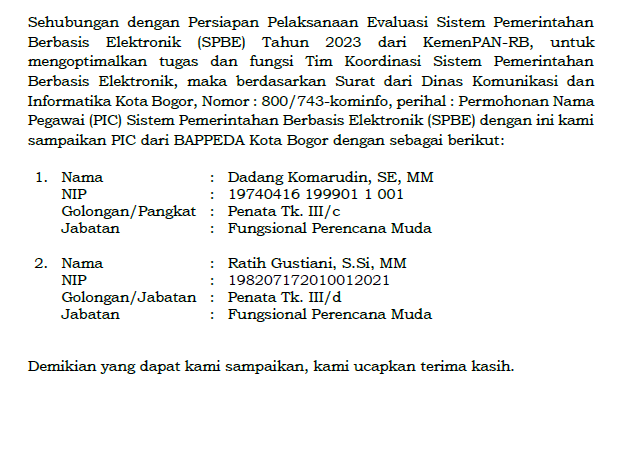 Sehubungan dengan Persiapan Pelaksanaan Evaluasi Sistem Pemerintahan
Berbasis Elektronik (SPBE) Tahun 2023 dari KemenPAN-RB, untuk
mengoptimalkan tugas dan fungsi Tim Koordinasi Sistem Pemerintahan
Berbasis Elektronik, maka berdasarkan Surat dari Dinas Komunikasi dan
Informatika Kota Bogor, Nomor : 800/743-kominfo, perihal : Permohonan Nama
Pegawai (PIC) Sistem Pemerintahan Berbasis Elektronik (SPBE) dengan ini kami
sampaikan PIC dari BAPPEDA Kota Bogor dengan sebagai berikut:
1. Nama : Dadang Komarudin, SE, MM
NIP : 19740416 199901 1 001
Golongan/Pangkat : Penata Tk. III/c
Jabatan : Fungsional Perencana Muda
2. Nama : Ratih Gustiani, S.Si, MM
NIP : 198207172010012021
Golongan/Jabatan : Penata Tk. III/d
Jabatan : Fungsional Perencana Muda
Demikian yang dapat kami sampaikan, kami ucapkan terima kasih.